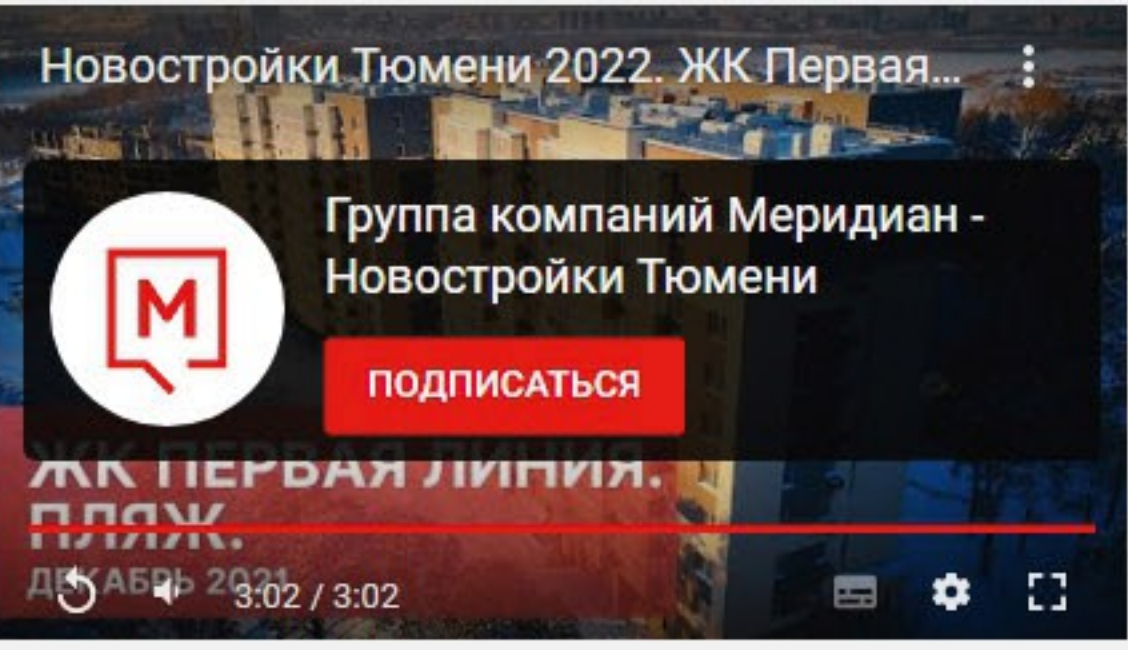 Новостройки Тюмени 2022. ЖК Первая...
Группа компаний Меридиан -
Новостройки Тюмени
М
ПОДПИСАТЬСЯ
ЖК ПЕРВАЯ ЛИНИЯ.
ПЛЯЖ.
ДЕКАБРЬ 2021
3:02 / 3:02